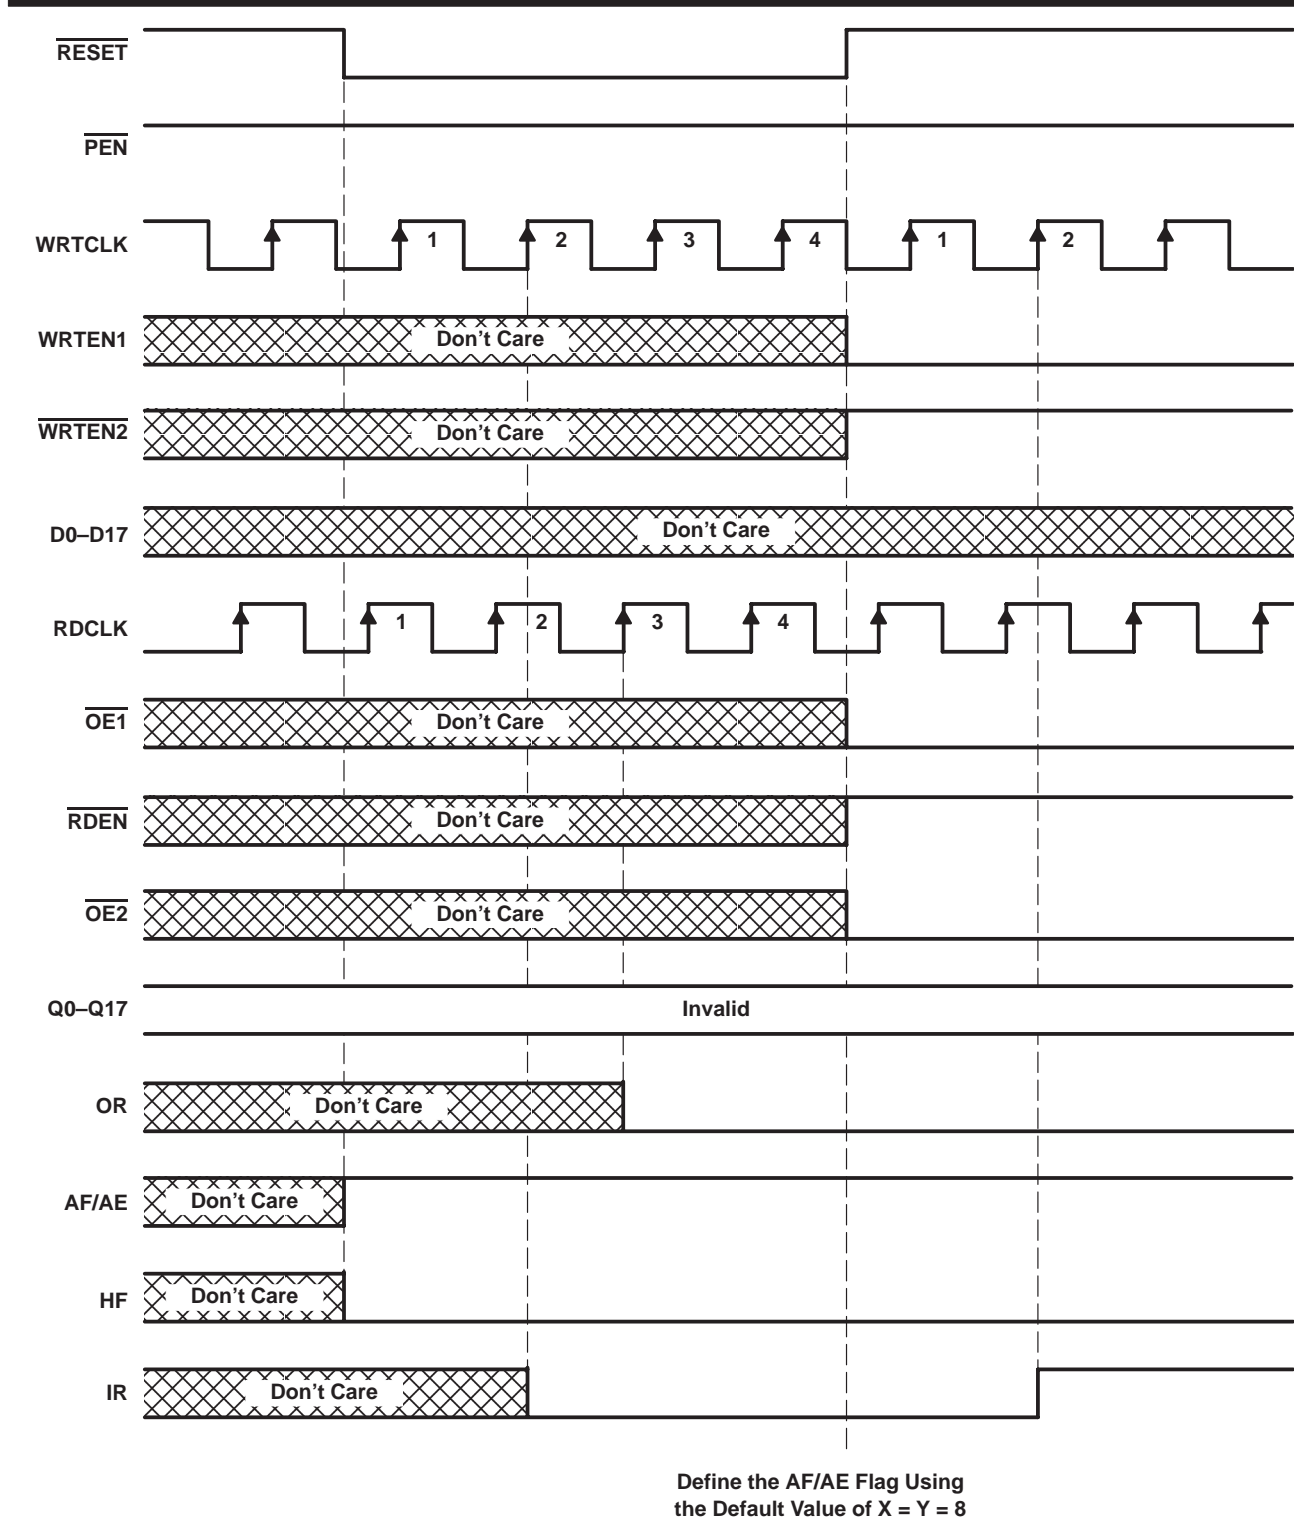 RESET
PEN
WRTCLK 1 2 3 4 1 2
WRTEN1 Don't Care
WRTEN2 Don't Care
D0–D17 Don't Care
RDCLK 1 2 3 4
OE1 Don't Care
RDEN Don't Care
OE2 Don't Care
Q0–Q17 Invalid
OR Don't Care
AF/AE Don't Care
HF Don't Care
IR Don't Care
Define the AF/AE Flag Using
the Default Value of X = Y = 8